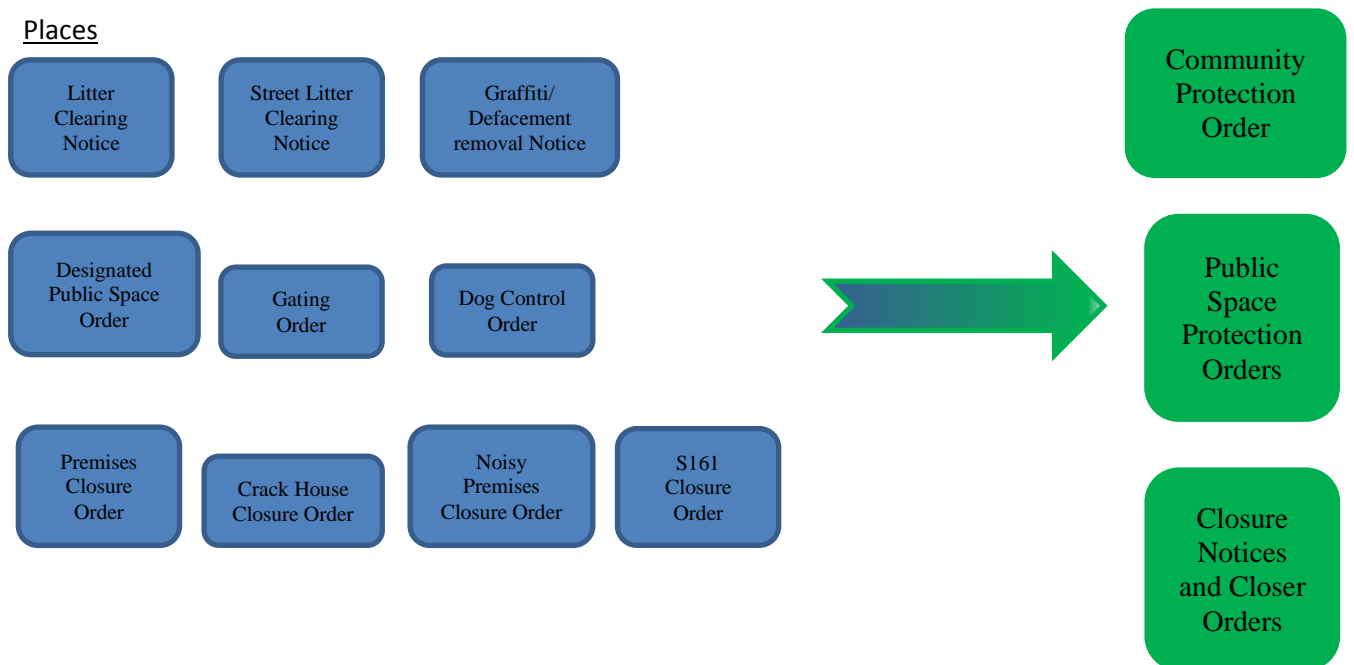 Places
Litter
Clearing
Notice
Street Litter
Clearing
Notice
Graffiti/
Defacement
removal Notice
Community
Protection
Order
Designated
Public Space
Order
Gating
Order
Dog Control
Order
Public
Space
Protection
Orders
Premises
Closure
Order
Crack House
Closure Order
Noisy
Premises
Closure Order
S161
Closure
Order
Closure
Notices
and Closer
Orders